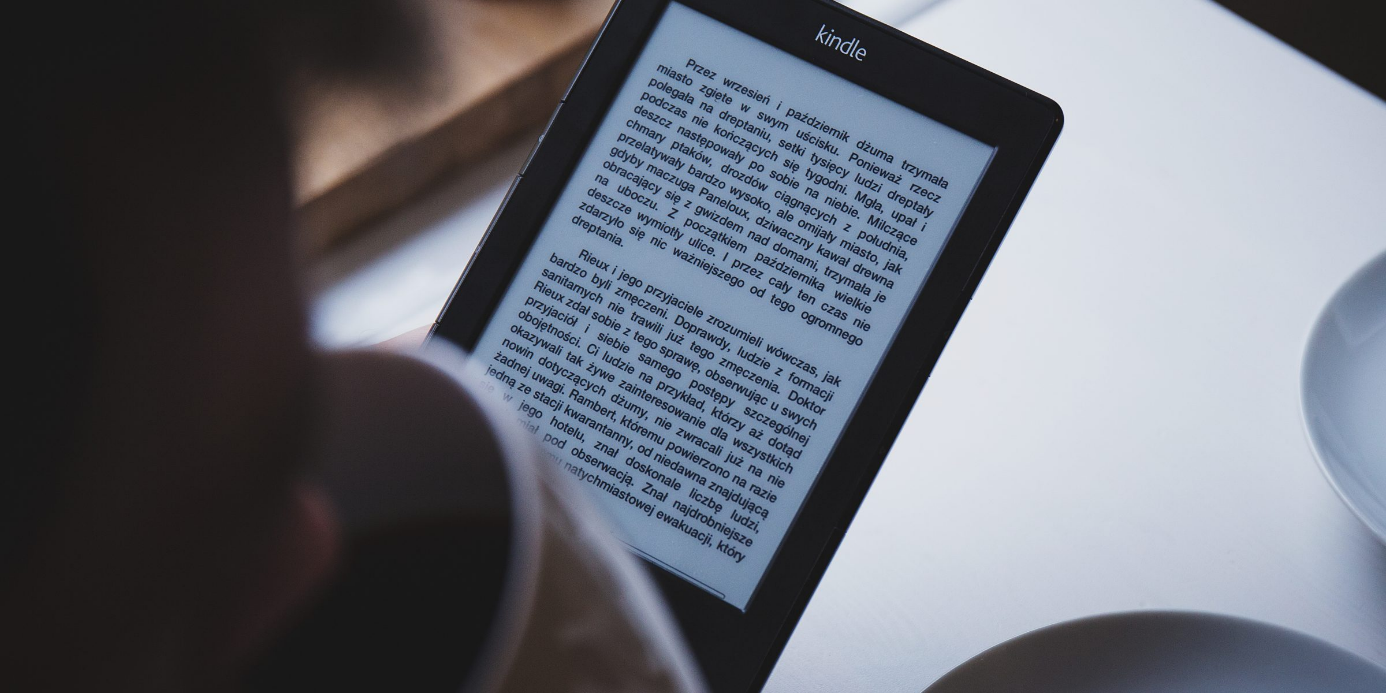 kindle
Przez wrzesień i październik dżuma trzymała
miasto zgięte w swym uścisku. Ponieważ rzecz
polegała na dreptaniu, setki tysięcy ludzi dreptały
podczas nie kończących się tygodni. Mgła, upał i
deszcz następowały po sobie na niebie. Milczące
chmary ptaków, drozdów ciągnących z południa,
przelatywały bardzo wysoko, ale omijały miasto, jak
gdyby maczuga Paneloux, dziwaczny kawał drewna
obracający się z gwizdem nad domami, trzymała je
na uboczu. Z początkiem października wielkie
deszcze wymiotły ulice. I przez cały ten czas nie
zdarzyło się nic ważniejszego od tego ogromnego
dreptania.
Rieux i jego przyjaciele zrozumieli wówczas, jak
bardzo byli zmęczeni. Doprawdy, ludzie z formacji
sanitarnych nie trawili już tego zmęczenia. Doktor
Rieux zdał sobie z tego sprawę, obserwując u swych
przyjaciół i siebie samego postępy szczególnej
obojętności. Ci ludzie na przykład, którzy aż dotąd
okazywali tak żywe zainteresowanie dla wszystkich
nowin dotyczących dżumy, nie zwracali już na nie
żadnej uwagi. Rambert, któremu powierzono na razie
jedną ze stacji kwarantanny, od niedawna znajdującą
się w jego hotelu, znał doskonale liczbę ludzi,
pod obserwacją. Znał najdrobniejsze
natychmiastowej ewakuacji, który